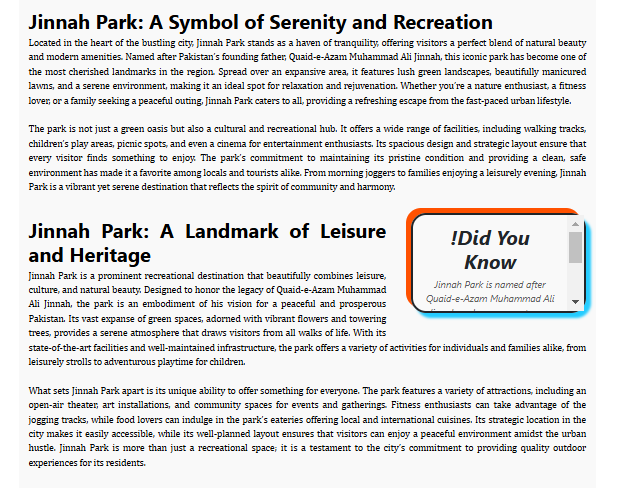 Jinnah Park: A Symbol of Serenity and Recreation
Located in the heart of the bustling city, Jinnah Park stands as a haven of tranquility, offering visitors a perfect blend of natural beauty
and modern amenities. Named after Pakistan's founding father, Quaid-e-Azam Muhammad Ali Jinnah, this iconic park has become one of
the most cherished landmarks in the region. Spread over an expansive area, it features lush green landscapes, beautifully manicured
lawns, and a serene environment, making it an ideal spot for relaxation and rejuvenation. Whether you're a nature enthusiast, a fitness
lover, or a family seeking a peaceful outing, Jinnah Park caters to all, providing a refreshing escape from the fast-paced urban lifestyle.
The park is not just a green oasis but also a cultural and recreational hub. It offers a wide range of facilities, including walking tracks,
children's play areas, picnic spots, and even a cinema for entertainment enthusiasts. Its spacious design and strategic layout ensure that
every visitor finds something to enjoy. The park's commitment to maintaining its pristine condition and providing a clean, safe
environment has made it a favorite among locals and tourists alike. From morning joggers to families enjoying a leisurely evening, Jinnah
Park is a vibrant yet serene destination that reflects the spirit of community and harmony.
Jinnah Park: A Landmark of Leisure
and Heritage
!Did You
Know
Jinnah Park is named after
Quaid-e-Azam Muhammad Ali
Jinnah Park is a prominent recreational destination that beautifully combines leisure,
culture, and natural beauty. Designed to honor the legacy of Quaid-e-Azam Muhammad
Ali Jinnah, the park is an embodiment of his vision for a peaceful and prosperous
Pakistan. Its vast expanse of green spaces, adorned with vibrant flowers and towering
trees, provides a serene atmosphere that draws visitors from all walks of life. With its
state-of-the-art facilities and well-maintained infrastructure, the park offers a variety of activities for individuals and families alike, from
leisurely strolls to adventurous playtime for children.
What sets Jinnah Park apart is its unique ability to offer something for everyone. The park features a variety of attractions, including an
open-air theater, art installations, and community spaces for events and gatherings. Fitness enthusiasts can take advantage of the
jogging tracks, while food lovers can indulge in the park's eateries offering local and international cuisines. Its strategic location in the
city makes it easily accessible, while its well-planned layout ensures that visitors can enjoy a peaceful environment amidst the urban
hustle. Jinnah Park is more than just a recreational space; it is a testament to the city's commitment to providing quality outdoor
experiences for its residents.